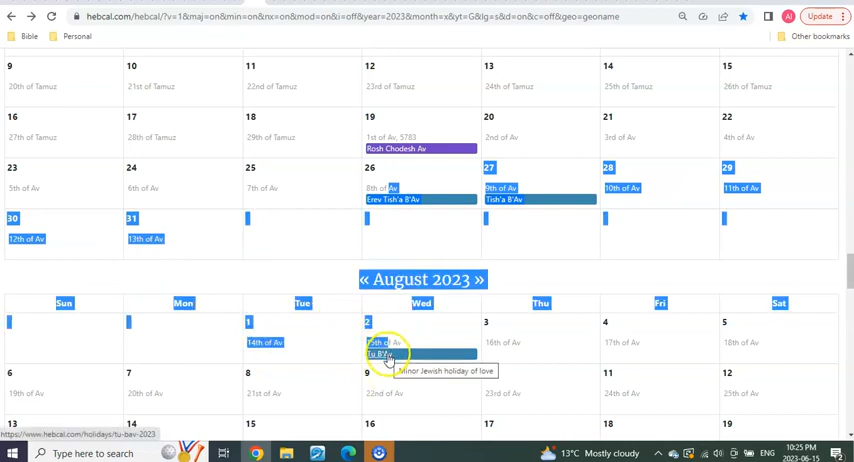 hebcal.com/hebcal/?v=1&maj=on&min=on&nx=on&mod=on&i=off&year=2023&month=x&yt=G&lg=s&d=on&c=off&geo=geoname
AI
Update
Bible Personal Other bookmarks
9 10 11 12 13 14 15
20th of Tamuz 21st of Tamuz 22nd of Tamuz 23rd of Tamuz 24th of Tamuz 25th of Tamuz 26th of Tamuz
16 17 18 19 20 21 22
27th of Tamuz 28th of Tamuz 29th of Tamuz 1st of Av, 5783 2nd of Av 3rd of Av 4th of Av
Rosh Chodesh Av
23 24 25 26 27 28 29
5th of Av 6th of Av 7th of Av 8th of Av 9th of Av 10th of Av 11th of Av
Erev Tish'a B'Av Tish'a B'Av
30 31
12th of Av 13th of Av
« August 2023 »
Sun Mon Tue Wed Thu Fri Sat
1 2 3 4 5
14th of Av 15th of Av 16th of Av 17th of Av 18th of Av
Tu B'Av
Minor Jewish holiday of love
6 7 8 9 10 11 12
19th of Av 20th of Av 21st of Av 22nd of Av 23rd of Av 24th of Av 25th of Av
13 14 15 16 17 18 19
https://www.hebcal.com/holidays/tu-bav-2023
Type here to search
13°C Mostly cloudy
ENG
10:25 PM
2023-06-15
2